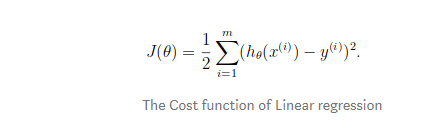 J(θ) = 1/2 ∑_{i=1}^{m} (h_θ(x^{(i)}) − y^{(i)})².
The Cost function of Linear regression